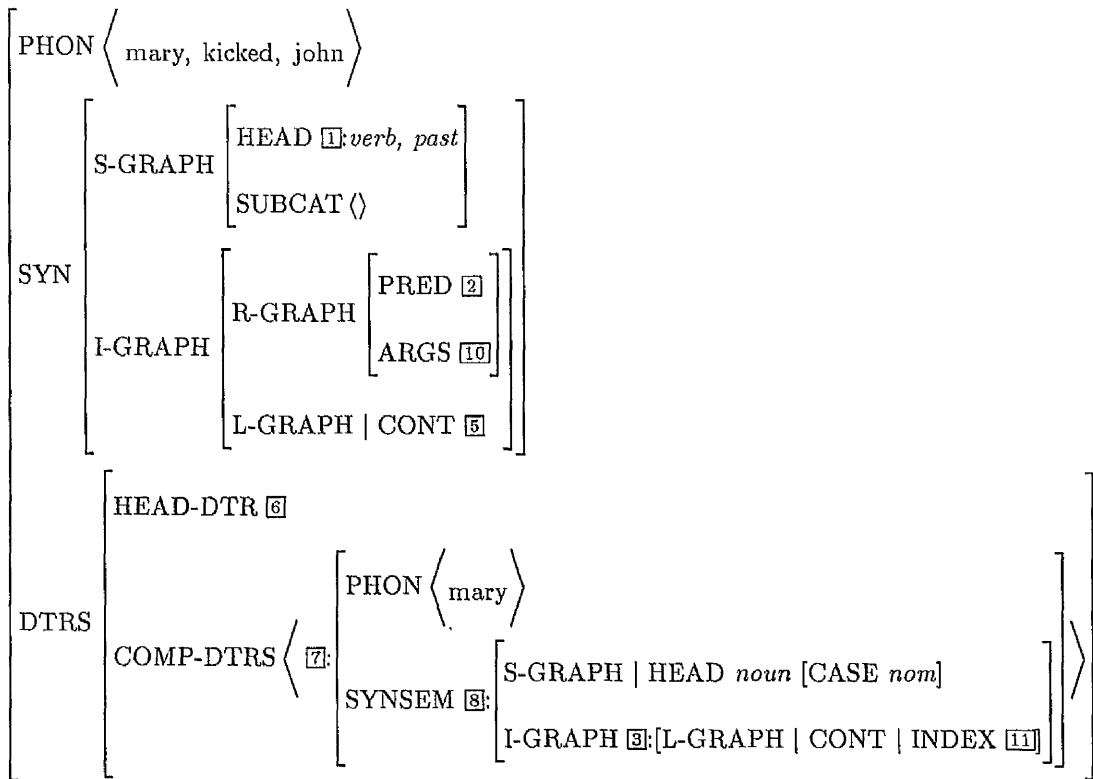 PHON ⟨ mary, kicked, john ⟩
HEAD [1]:verb, past
S-GRAPH
SUBCAT ⟨⟩
SYN
PRED [2]
R-GRAPH
ARGS [10]
I-GRAPH
L-GRAPH | CONT [5]
HEAD-DTR [6]
PHON ⟨ mary ⟩
DTRS
COMP-DTRS ⟨ [7]:
S-GRAPH | HEAD noun [CASE nom]
SYNSEM [8]:
I-GRAPH [3]:[L-GRAPH | CONT | INDEX [11]] ⟩